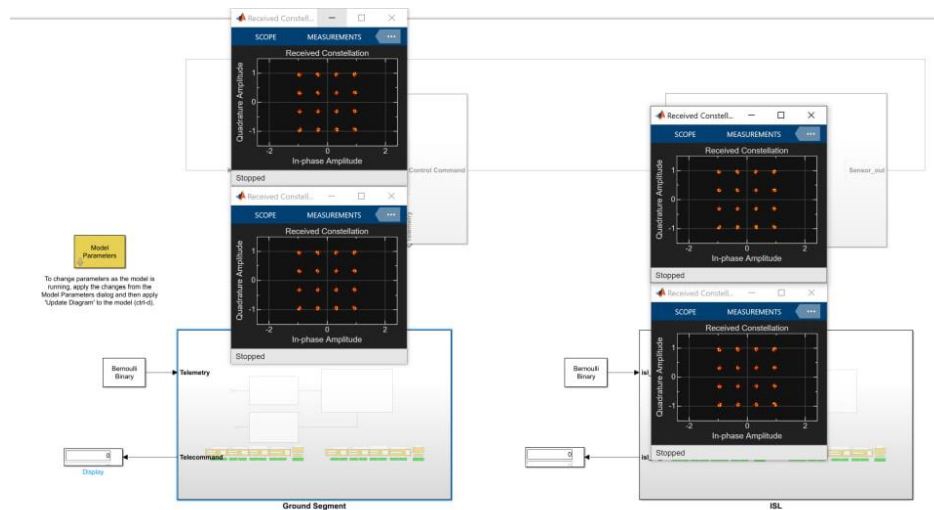 Received Constell...
SCOPE MEASUREMENTS ...
Received Constellation
Quadrature Amplitude
1
0
-1
-2 0 2
In-phase Amplitude
Stopped
Control Command
Received Constell...
SCOPE MEASUREMENTS ...
Received Constellation
Quadrature Amplitude
1
0
-1
-2 0 2
In-phase Amplitude
Stopped
Received Constell...
SCOPE MEASUREMENTS ...
Received Constellation
Quadrature Amplitude
1
0
-1
-2 0 2
In-phase Amplitude
Stopped
Sensor_out
Received Constell...
SCOPE MEASUREMENTS ...
Received Constellation
Quadrature Amplitude
1
0
-1
-2 0 2
In-phase Amplitude
Stopped
Model
Parameters
To change parameters as the model is
running, apply the changes from the
Model Parameters dialog and then apply
"Update Diagram" to the model (ctrl-d).
Bernoulli
Binary
Telemetry
0
Display
Telecommand
Ground Segment
Bernoulli
Binary
isl_
0
isl_
ISL